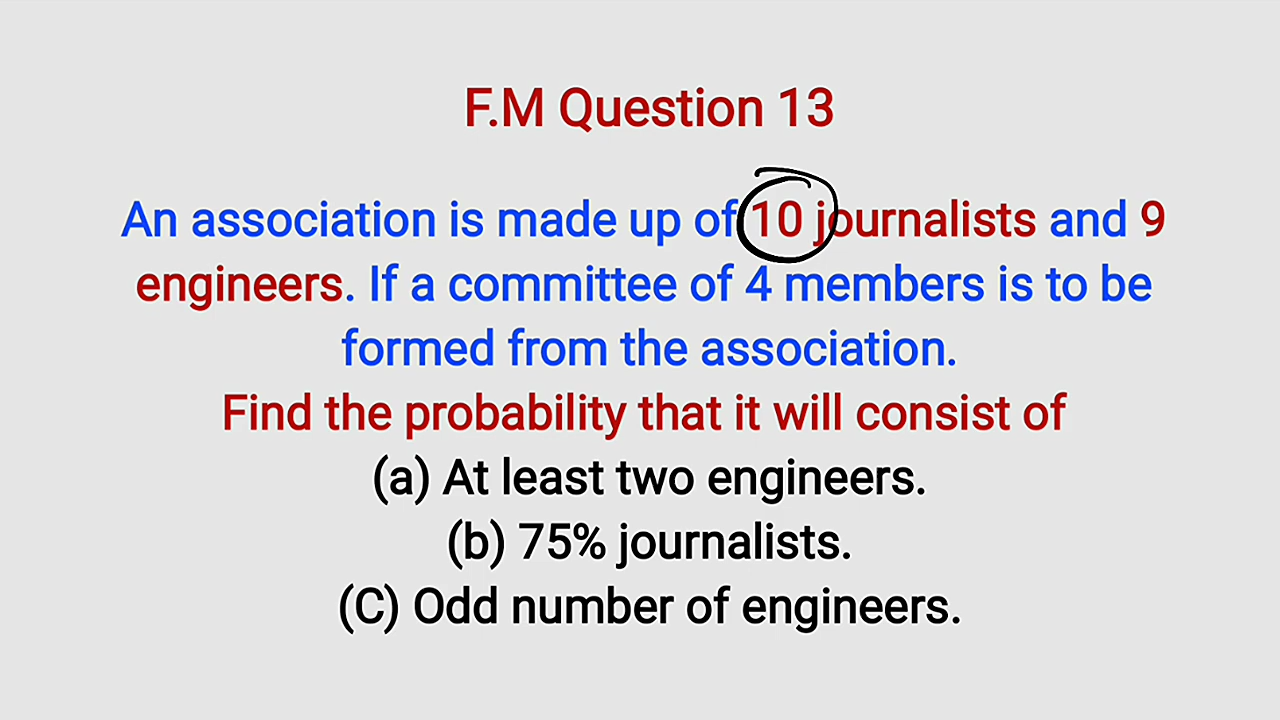 F.M Question 13
An association is made up of 10 journalists and 9
engineers. If a committee of 4 members is to be
formed from the association.
Find the probability that it will consist of
(a) At least two engineers.
(b) 75% journalists.
(C) Odd number of engineers.